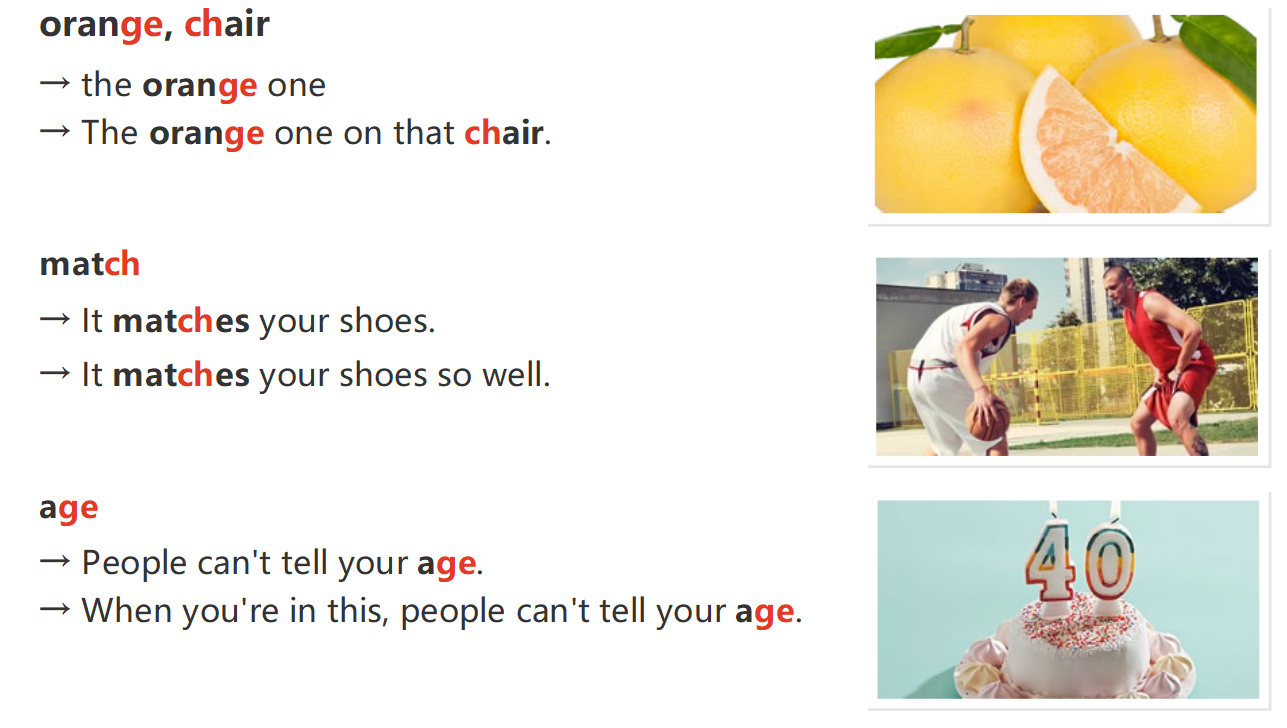 orange, chair
→ the orange one
→ The orange one on that chair.
match
→ It matches your shoes.
→ It matches your shoes so well.
age
→ People can't tell your age.
→ When you're in this, people can't tell your age.
40